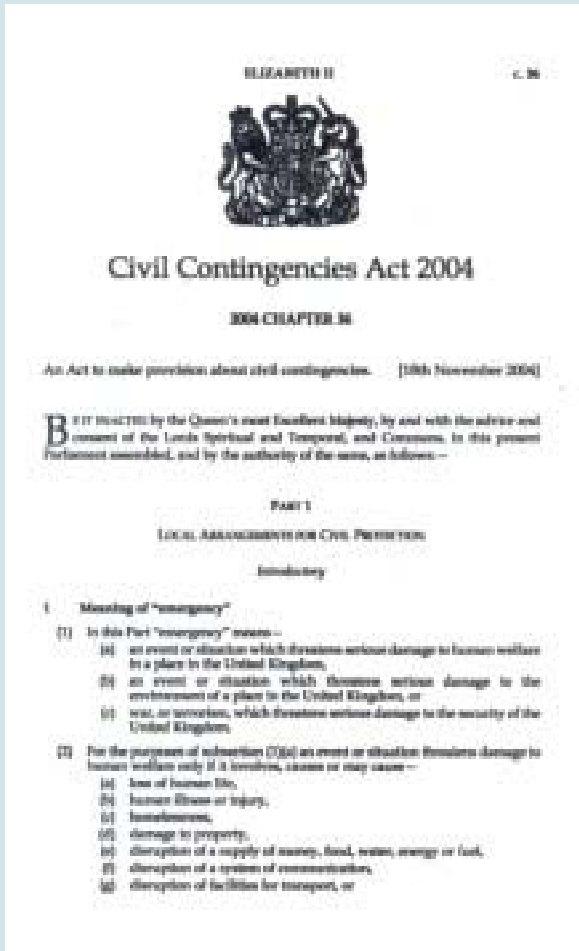 ELIZABETH II c. 36
Civil Contingencies Act 2004
2004 CHAPTER 36
An Act to make provision about civil contingencies. [18th November 2004]
BE IT ENACTED by the Queen's most Excellent Majesty, by and with the advice and
consent of the Lords Spiritual and Temporal, and Commons, in this present
Parliament assembled, and by the authority of the same, as follows:—
PART 1
LOCAL ARRANGEMENTS FOR CIVIL PROTECTION
Introductory
1 Meaning of "emergency"
(1) In this Part "emergency" means—
(a) an event or situation which threatens serious damage to human welfare
in a place in the United Kingdom,
(b) an event or situation which threatens serious damage to the
environment of a place in the United Kingdom, or
(c) war, or terrorism, which threatens serious damage to the security of the
United Kingdom.
(2) For the purposes of subsection (1)(a) an event or situation threatens damage to
human welfare only if it involves, causes or may cause—
(a) loss of human life,
(b) human illness or injury,
(c) homelessness,
(d) damage to property,
(e) disruption of a supply of money, food, water, energy or fuel,
(f) disruption of a system of communication,
(g) disruption of facilities for transport, or